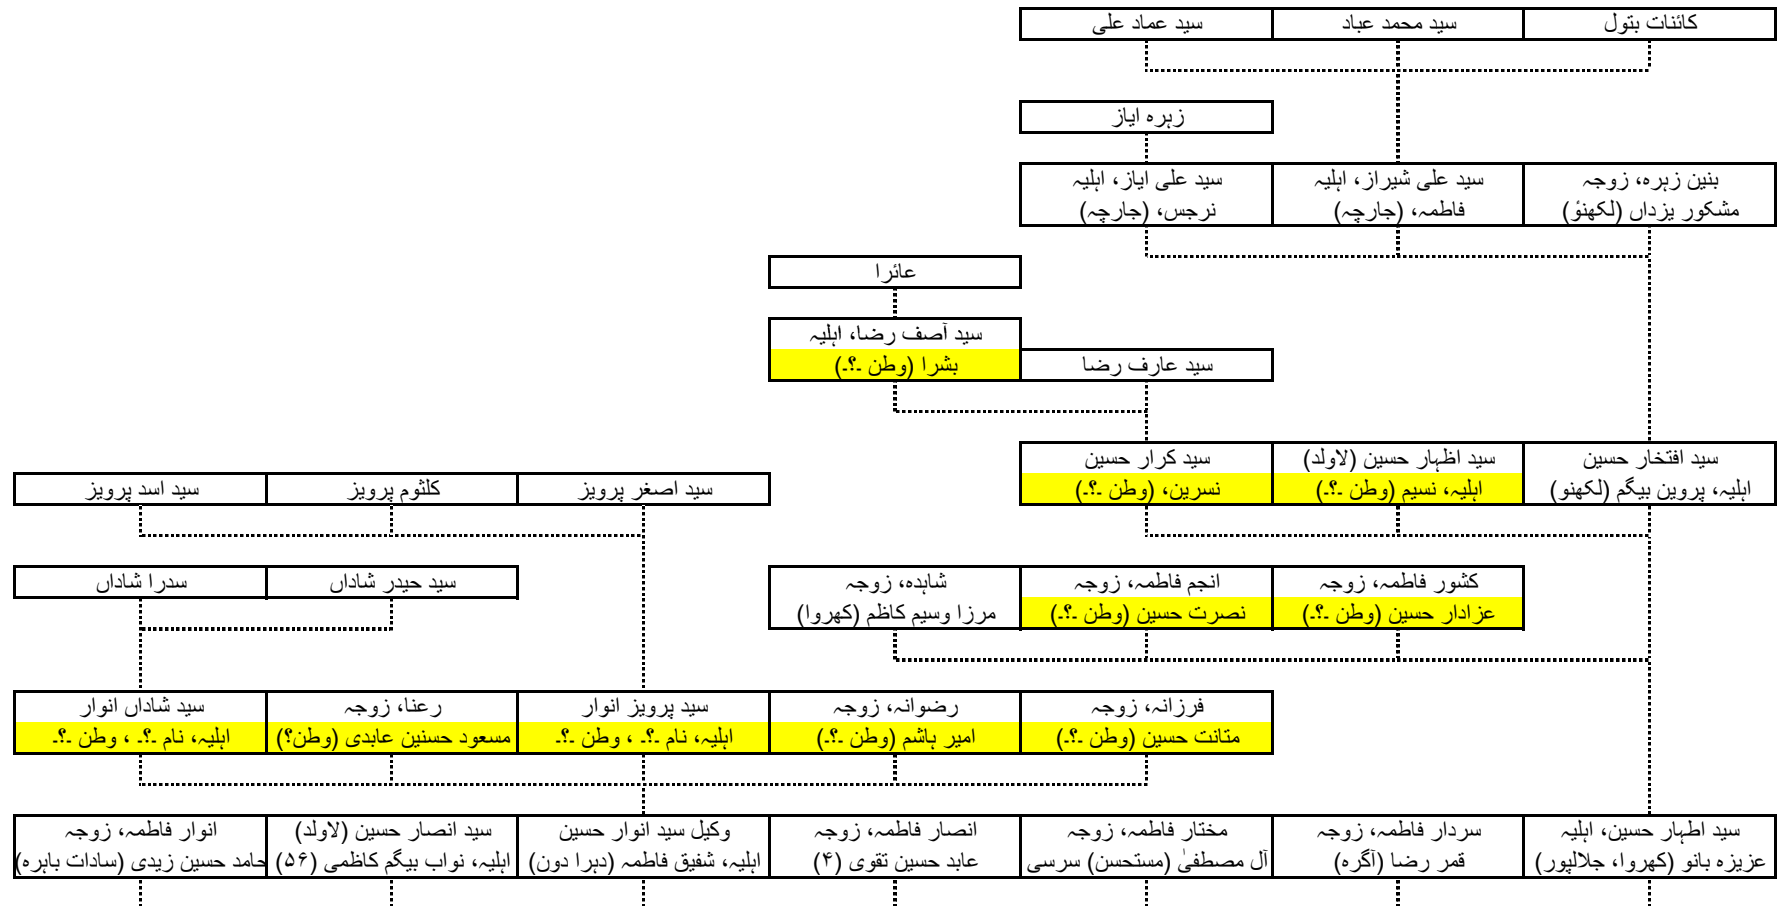 کائنات بتول
سید محمد عباد
سید عماد علی
زہرہ ایاز
بنین زہرہ، زوجہ
مشکور یزداں (لکھنؤ)
سید علی شیراز، اہلیہ
فاطمہ، (جارچہ)
سید علی ایاز، اہلیہ
نرجس، (جارچہ)
عائرا
سید آصف رضا، اہلیہ
بشرا (وطن ۔؟۔)
سید عارف رضا
سید افتخار حسین
اہلیہ، پروین بیگم (لکھنو)
سید اظہار حسین (لاولد)
اہلیہ، نسیم (وطن ۔؟۔)
سید کرار حسین
نسرین، (وطن ۔؟۔)
سید اصغر پرویز
کلثوم پرویز
سید اسد پرویز
کشور فاطمہ، زوجہ
عزادار حسین (وطن ۔؟۔)
انجم فاطمہ، زوجہ
نصرت حسین (وطن ۔؟۔)
شاہدہ، زوجہ
مرزا وسیم کاظم (کھروا)
سید حیدر شاداں
سدرا شاداں
فرزانہ، زوجہ
متانت حسین (وطن ۔؟۔)
رضوانہ، زوجہ
امیر ہاشم (وطن ۔؟۔)
سید پرویز انوار
اہلیہ، نام ۔؟۔ ، وطن ۔؟۔
رعنا، زوجہ
مسعود حسنین عابدی (وطن؟)
سید شاداں انوار
اہلیہ، نام ۔؟۔ ، وطن ۔؟۔
سید اطہار حسین، اہلیہ
عزیزہ بانو (کھروا، جلالپور)
سردار فاطمہ، زوجہ
قمر رضا (آگرہ)
مختار فاطمہ، زوجہ
آل مصطفیٰ (مستحسن) سرسی
انصار فاطمہ، زوجہ
عابد حسین تقوی (۴)
وکیل سید انوار حسین
اہلیہ، شفیق فاطمہ (دہرا دون)
سید انصار حسین (لاولد)
اہلیہ، نواب بیگم کاظمی (۵۶)
انوار فاطمہ، زوجہ
حامد حسین زیدی (سادات باہرہ)